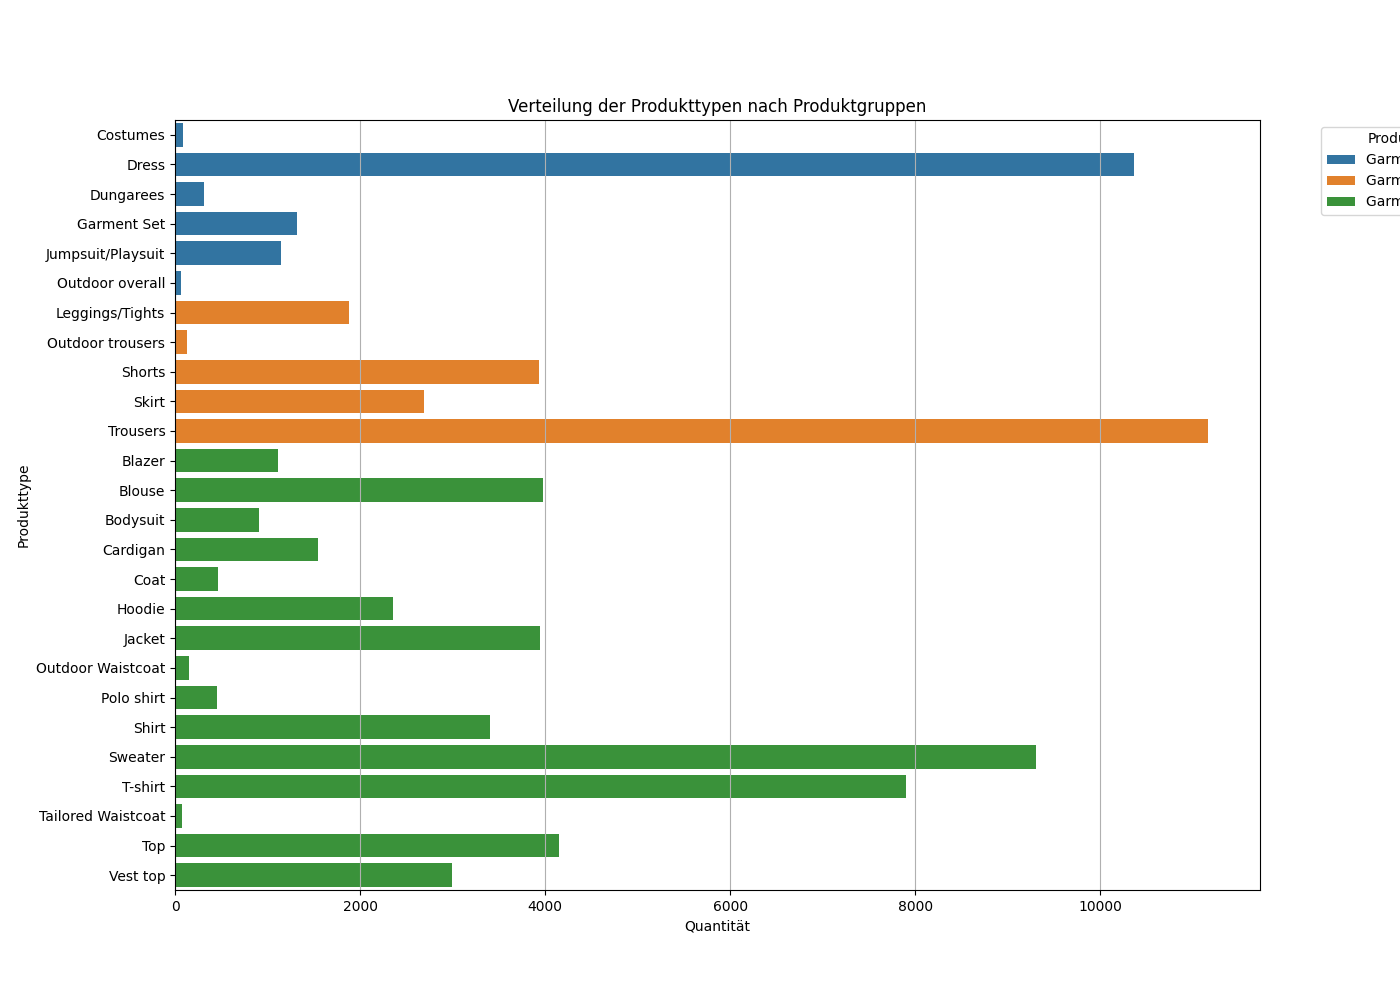 Verteilung der Produkttypen nach Produktgruppen
Costumes
Dress
Dungarees
Garment Set
Jumpsuit/Playsuit
Outdoor overall
Leggings/Tights
Outdoor trousers
Shorts
Skirt
Trousers
Blazer
Blouse
Bodysuit
Cardigan
Coat
Hoodie
Jacket
Outdoor Waistcoat
Polo shirt
Shirt
Sweater
T-shirt
Tailored Waistcoat
Top
Vest top
Produkttype
0 2000 4000 6000 8000 10000
Quantität
Produ
Garm
Garm
Garm